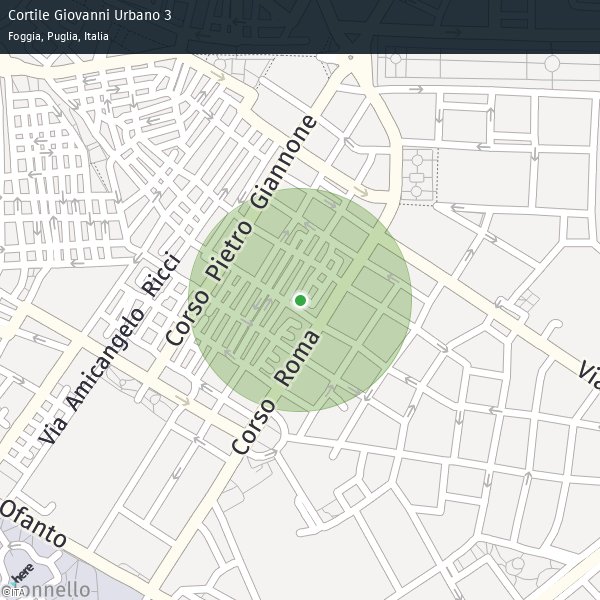 Cortile Giovanni Urbano 3
Foggia, Puglia, Italia
Corso Pietro Giannone
Via Amicangelo Ricci
Corso Roma
Via
Ofanto
here
©ITA